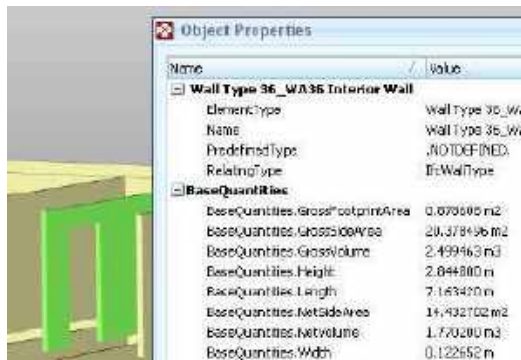 Object Properties
Name / Value
Wall Type 36_WA36 Interior Wall
ElementType Wall Type 36_WA
Name Wall Type 36_WA
PredefinedType .NOTDEFINED.
RelatingType IfcWallType
BaseQuantities
BaseQuantities.GrossFootprintArea 0.878606 m2
BaseQuantities.GrossSideArea 20.378496 m2
BaseQuantities.GrossVolume 2.499463 m3
BaseQuantities.Height 2.844800 m
BaseQuantities.Length 7.163420 m
BaseQuantities.NetSideArea 14.432702 m2
BaseQuantities.NetVolume 1.770200 m3
BaseQuantities.Width 0.122652 m